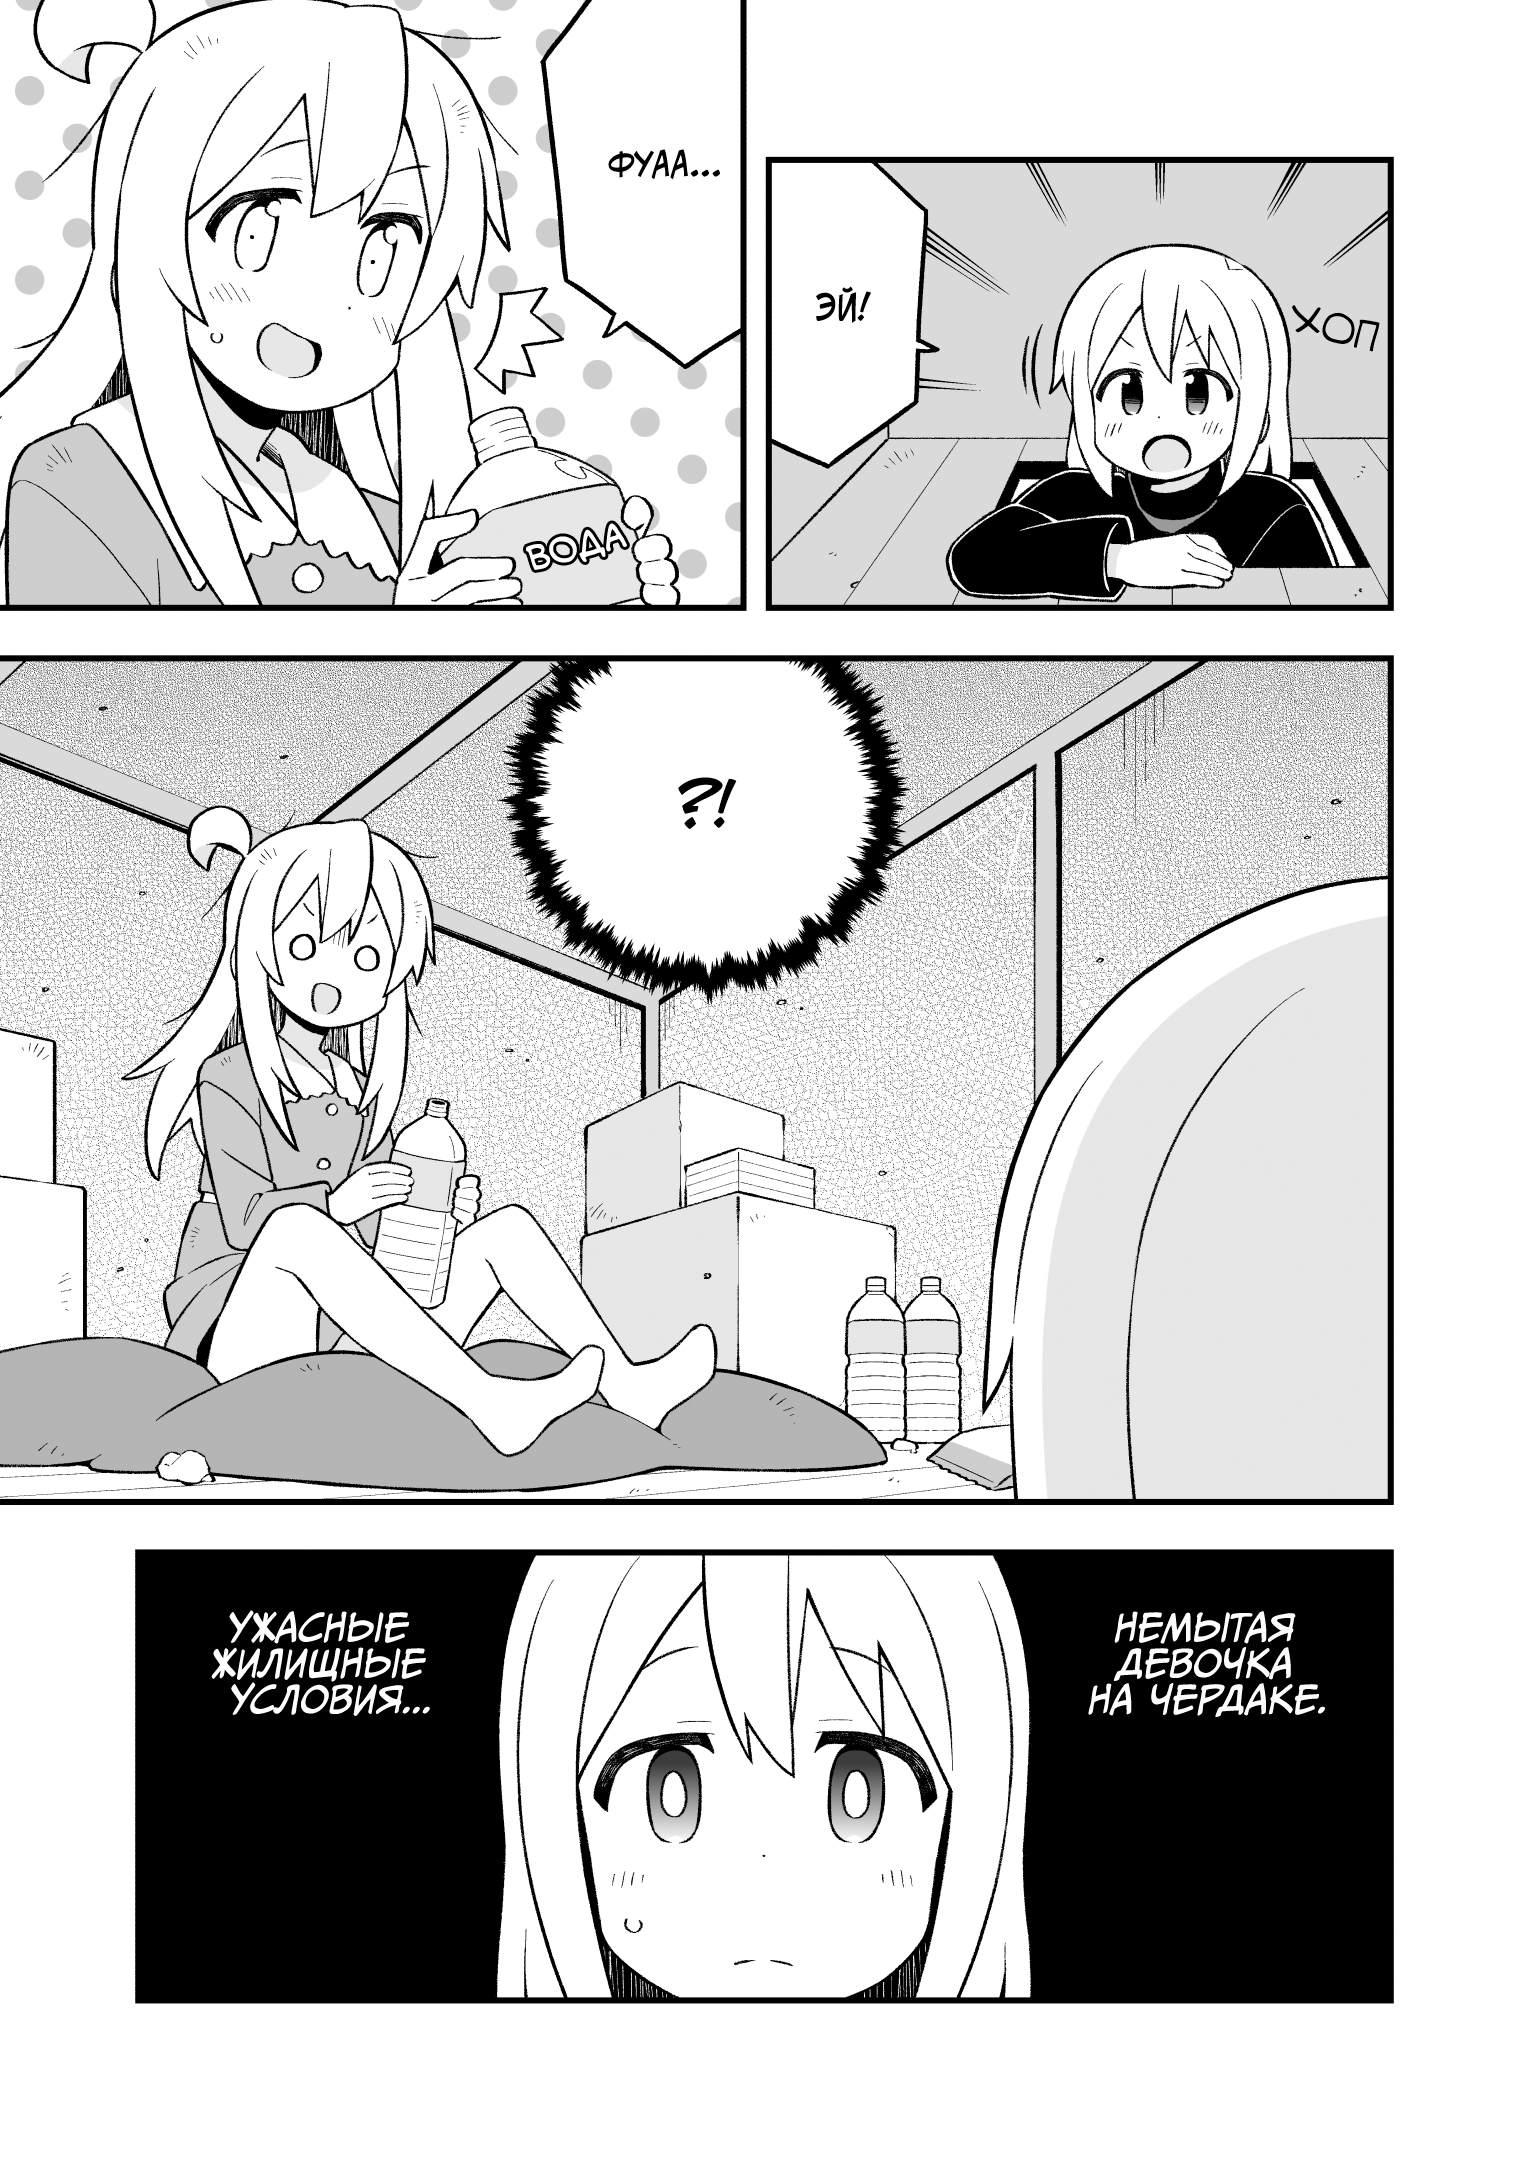 ЭЙ!
ХОП
ФУАА...
ВОДА
?!
НЕМЫТАЯ
ДЕВОЧКА
НА ЧЕРДАКЕ.
УЖАСНЫЕ
ЖИЛИЩНЫЕ
УСЛОВИЯ...